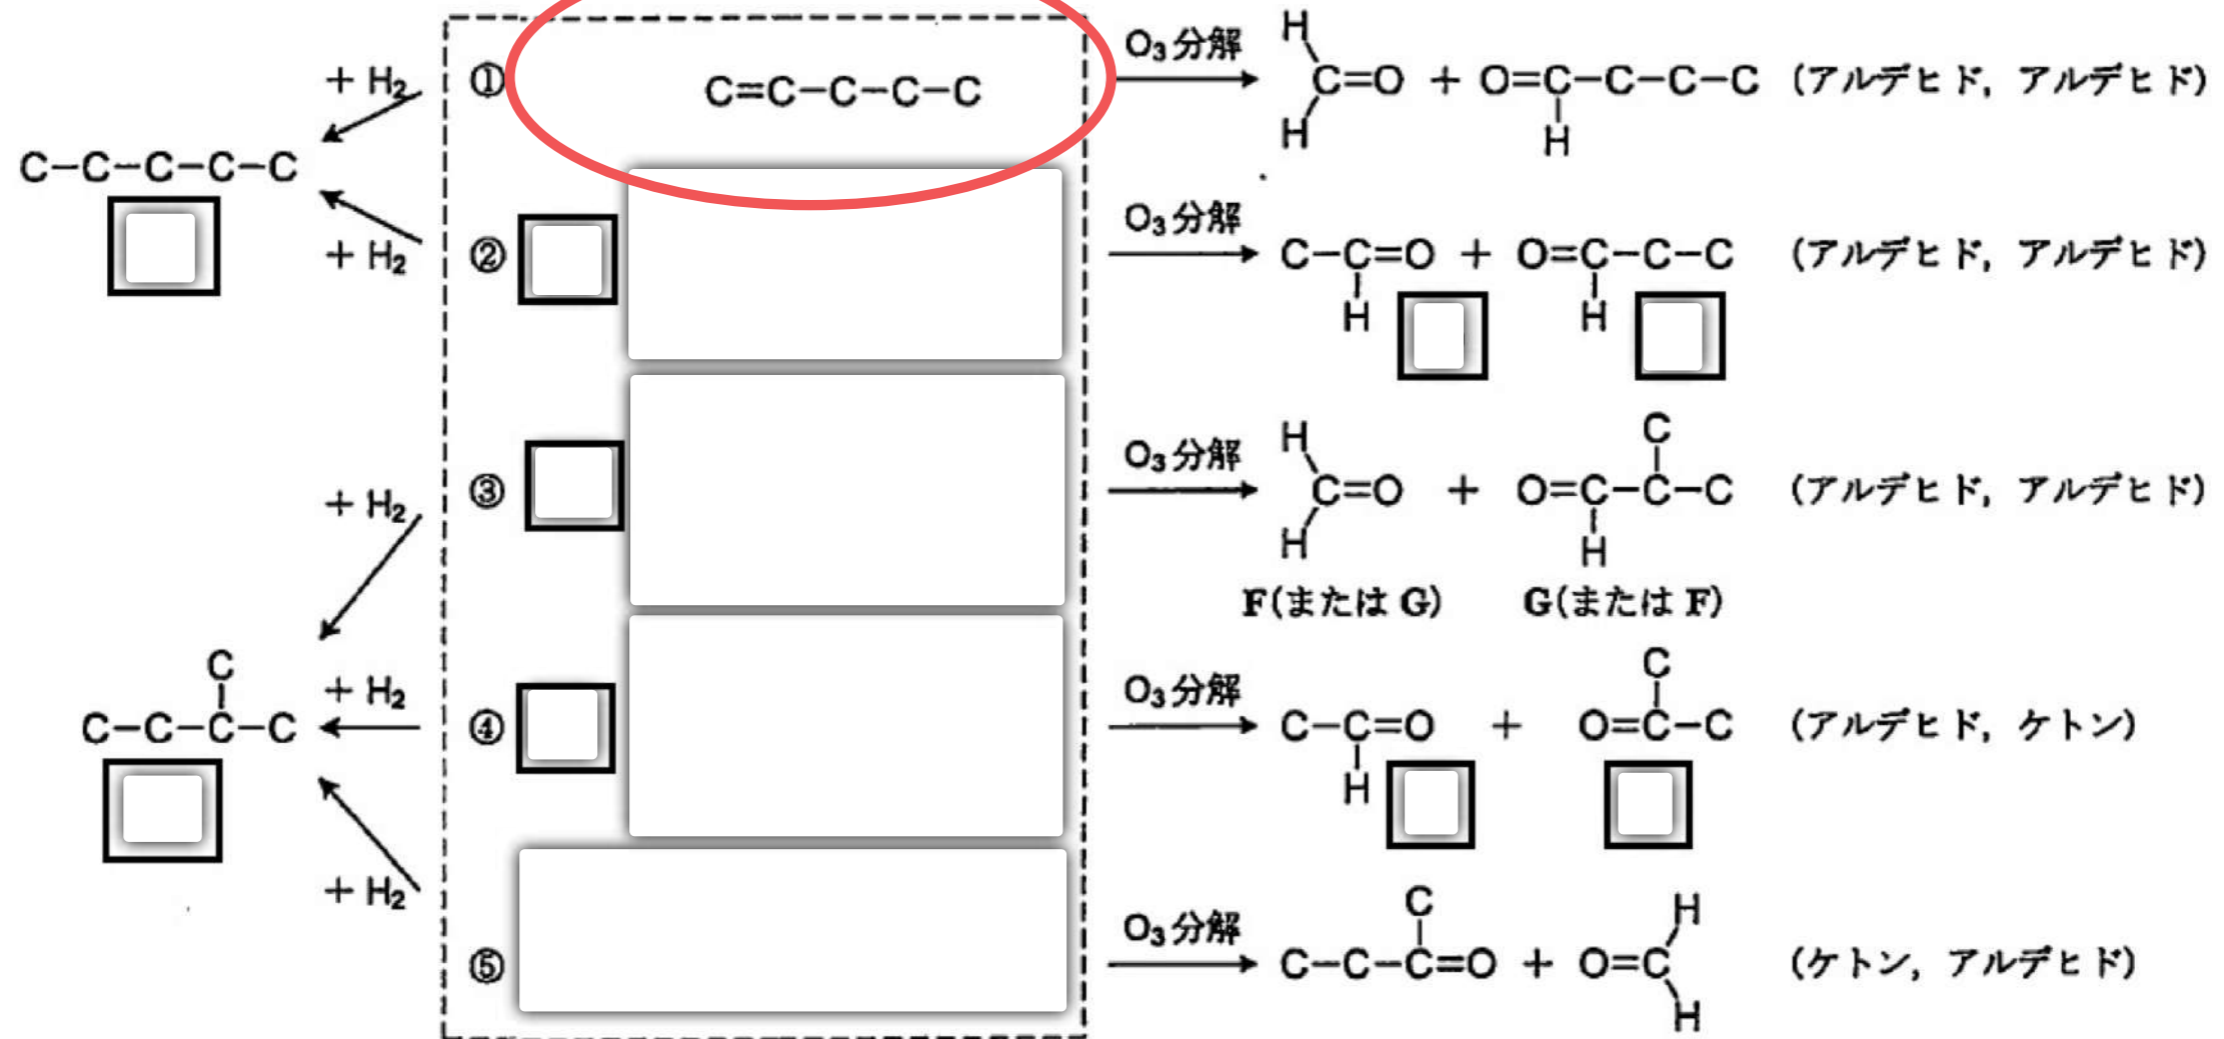 ① C=C-C-C-C
+ H₂
O₃分解
H
C=O + O=C-C-C-C (アルデヒド, アルデヒド)
H
H
C-C-C-C-C
+ H₂
②
O₃分解
C-C=O + O=C-C-C (アルデヒド, アルデヒド)
H
H
③
+ H₂
O₃分解
H
C
C=O + O=C-C-C (アルデヒド, アルデヒド)
H
H
F(または G)
G(または F)
C
C-C-C-C
+ H₂
④
O₃分解
C
C-C=O + O=C-C (アルデヒド, ケトン)
H
+ H₂
⑤
O₃分解
C
H
C-C-C=O + O=C (ケトン, アルデヒド)
H